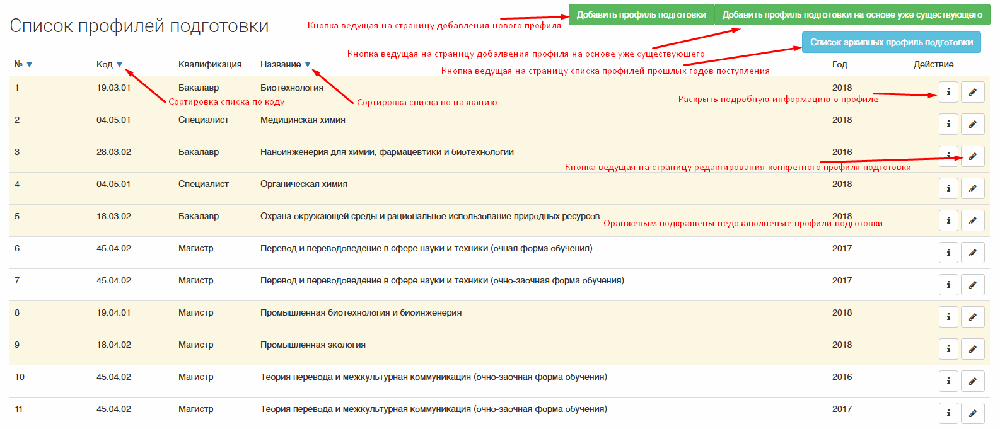 Добавить профиль подготовки
Добавить профиль подготовки на основе уже существующего
Список профилей подготовки
Кнопка ведущая на страницу добавления нового профиля
Список архивных профиль подготовки
Кнопка ведущая на страницу добалвения профиля на основе уже существуюшего
Кнопка ведущая на страницу списка профилей прошлых годов поступления
№ Код Квалификация Название Год Действие
1 19.03.01 Бакалавр Биотехнология 2018
Сортировка списка по коду
Сортировка списка по названию
Раскрыть подробную информацию о профиле
2 04.05.01 Специалист Медицинская химия 2018
3 28.03.02 Бакалавр Наноинженерия для химии, фармацевтики и биотехнологии 2016
Кнопка ведущая на страницу редактирования конкретного профиля подготовки
4 04.05.01 Специалист Органическая химия 2018
5 18.03.02 Бакалавр Охрана окружающей среды и рациональное использование природных ресурсов 2018
Оранжевым подкрашены недозаполненые профили подготовки
6 45.04.02 Магистр Перевод и переводоведение в сфере науки и техники (очная форма обучения) 2017
7 45.04.02 Магистр Перевод и переводоведение в сфере науки и техники (очно-заочная форма обучения) 2017
8 19.04.01 Магистр Промышленная биотехнология и биоинженерия 2018
9 18.04.02 Магистр Промышленная экология 2018
10 45.04.02 Магистр Теория перевода и межкультурная коммуникация (очно-заочная форма обучения) 2016
11 45.04.02 Магистр Теория перевода и межкультурная коммуникация (очно-заочная форма обучения) 2017